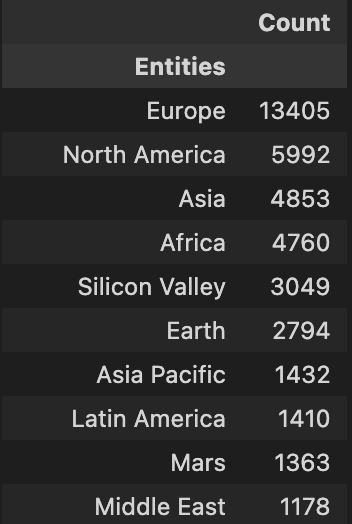 Count
Entities
Europe 13405
North America 5992
Asia 4853
Africa 4760
Silicon Valley 3049
Earth 2794
Asia Pacific 1432
Latin America 1410
Mars 1363
Middle East 1178